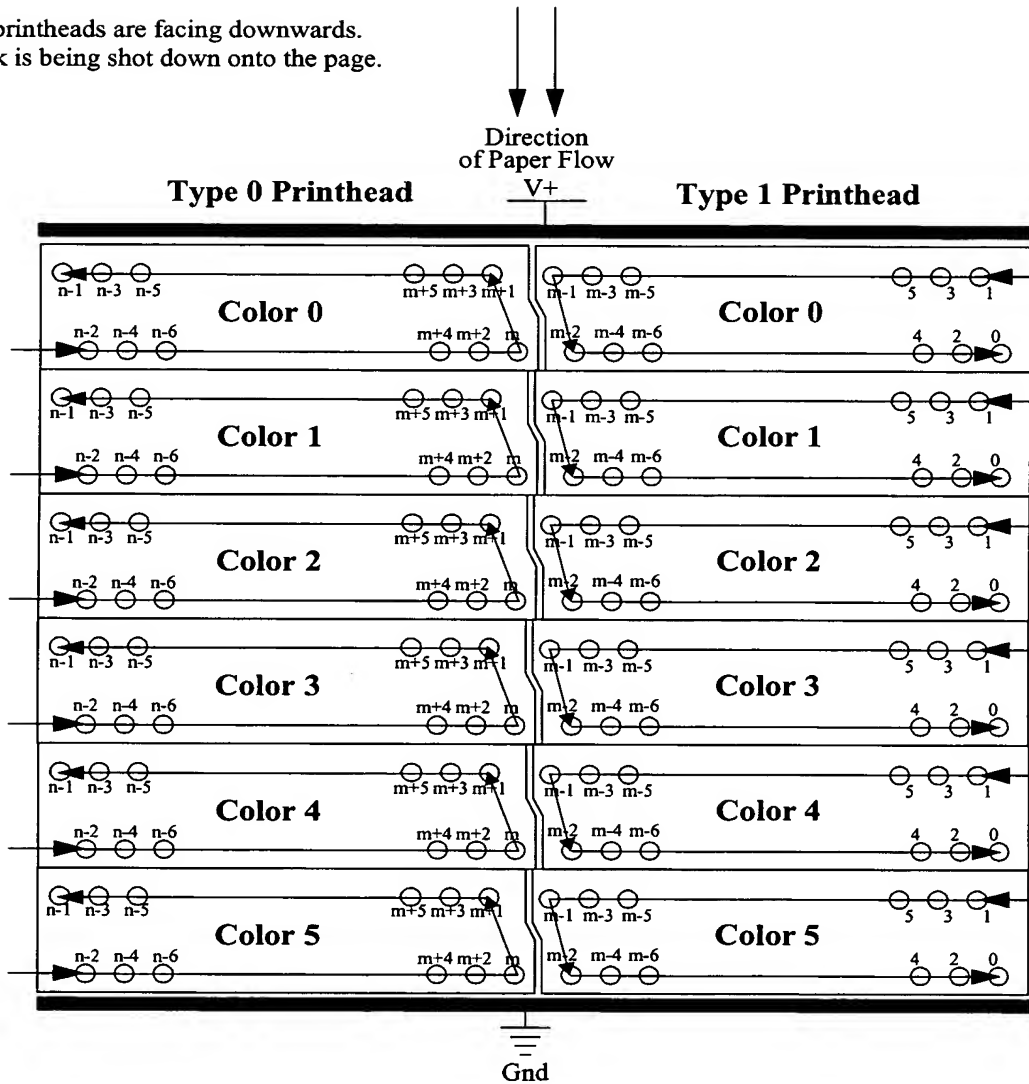 printheads are facing downwards.
k is being shot down onto the page.
Direction
of Paper Flow
Type 0 Printhead V+ Type 1 Printhead
n-1 n-3 n-5 m+5 m+3 m+1 m-1 m-3 m-5 5 3 1
Color 0 Color 0
n-2 n-4 n-6 m+4 m+2 m m-2 m-4 m-6 4 2 0
n-1 n-3 n-5 m+5 m+3 m+1 m-1 m-3 m-5 5 3 1
Color 1 Color 1
n-2 n-4 n-6 m+4 m+2 m m-2 m-4 m-6 4 2 0
n-1 n-3 n-5 m+5 m+3 m+1 m-1 m-3 m-5 5 3 1
Color 2 Color 2
n-2 n-4 n-6 m+4 m+2 m m-2 m-4 m-6 4 2 0
n-1 n-3 n-5 m+5 m+3 m+1 m-1 m-3 m-5 5 3 1
Color 3 Color 3
n-2 n-4 n-6 m+4 m+2 m m-2 m-4 m-6 4 2 0
n-1 n-3 n-5 m+5 m+3 m+1 m-1 m-3 m-5 5 3 1
Color 4 Color 4
n-2 n-4 n-6 m+4 m+2 m m-2 m-4 m-6 4 2 0
n-1 n-3 n-5 m+5 m+3 m+1 m-1 m-3 m-5 5 3 1
Color 5 Color 5
n-2 n-4 n-6 m+4 m+2 m m-2 m-4 m-6 4 2 0
Gnd